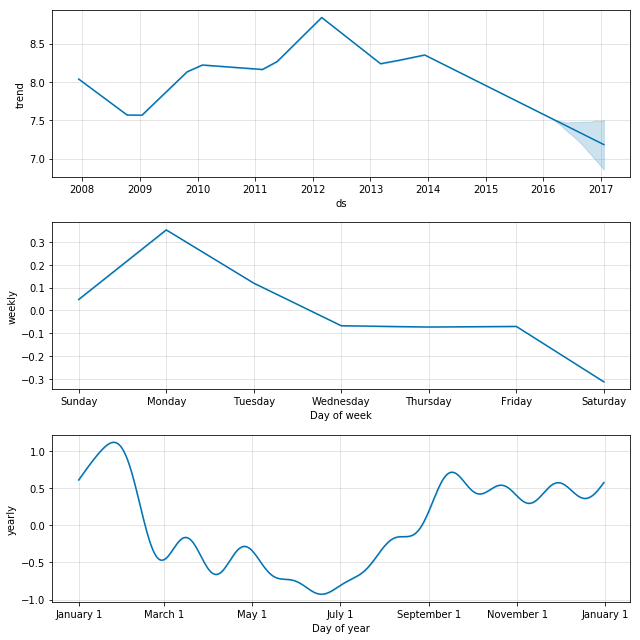 8.5
8.0
7.5
7.0
trend
2008 2009 2010 2011 2012 2013 2014 2015 2016 2017
ds
0.3
0.2
0.1
0.0
−0.1
−0.2
−0.3
weekly
Sunday Monday Tuesday Wednesday Thursday Friday Saturday
Day of week
1.0
0.5
0.0
−0.5
−1.0
yearly
January 1 March 1 May 1 July 1 September 1 November 1 January 1
Day of year